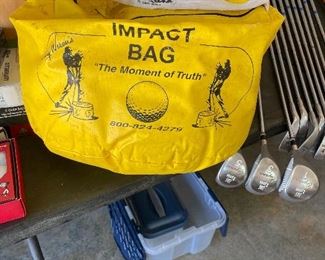 IMPACT
BAG
"The Moment of Truth"
800-824-4279